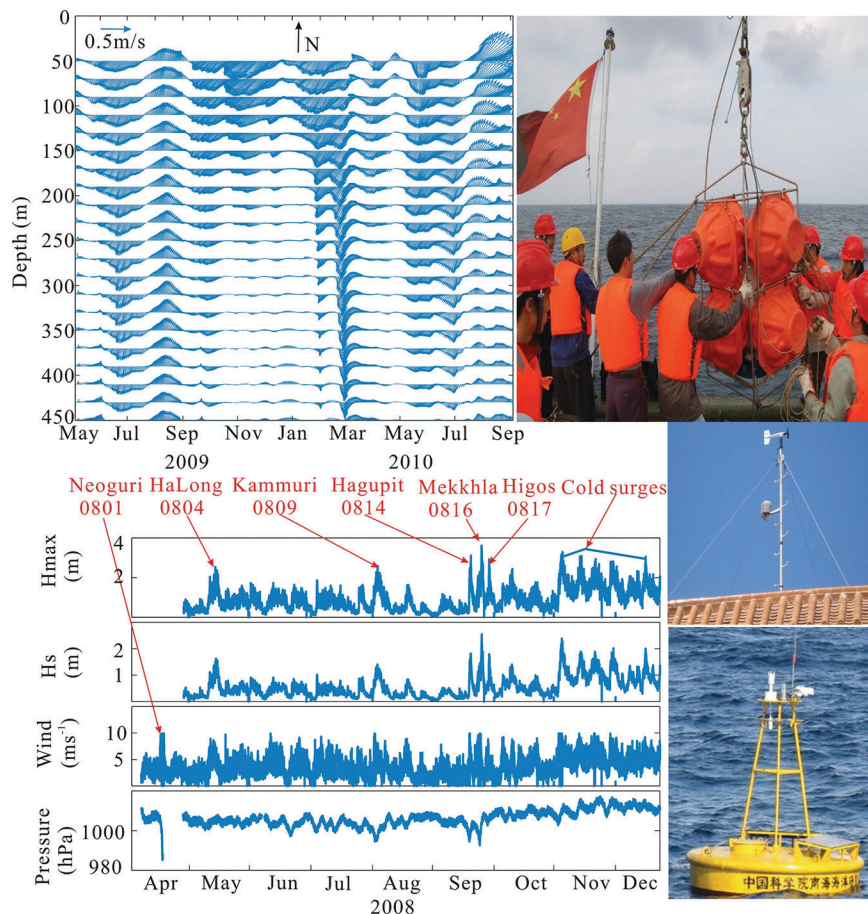 0.5m/s
N
0
50
100
150
200
250
300
350
400
450
Depth (m)
May Jul Sep Nov Jan Mar May Jul Sep
2009 2010
Neoguri HaLong Kammuri Hagupit Mekkhla Higos Cold surges
0801 0804 0809 0814 0816 0817
Hmax
(m)
4
2
Hs
(m)
2
1
Wind
(ms⁻¹)
10
5
Pressure
(hPa)
1000
980
Apr May Jun Jul Aug Sep Oct Nov Dec
2008
中国科学院南海海洋